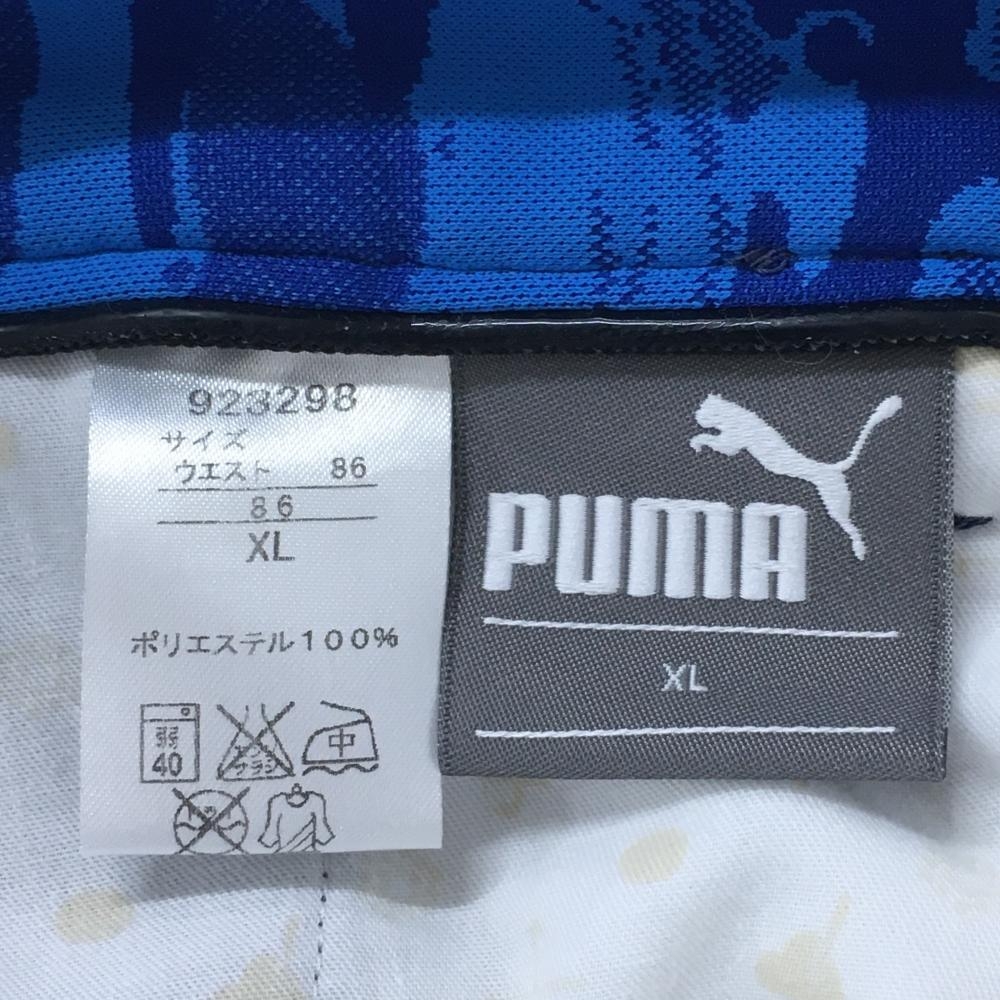 923298
サイズ
ウエスト 86
86
XL
ポリエステル100%
弱
40
中
PUMA
XL